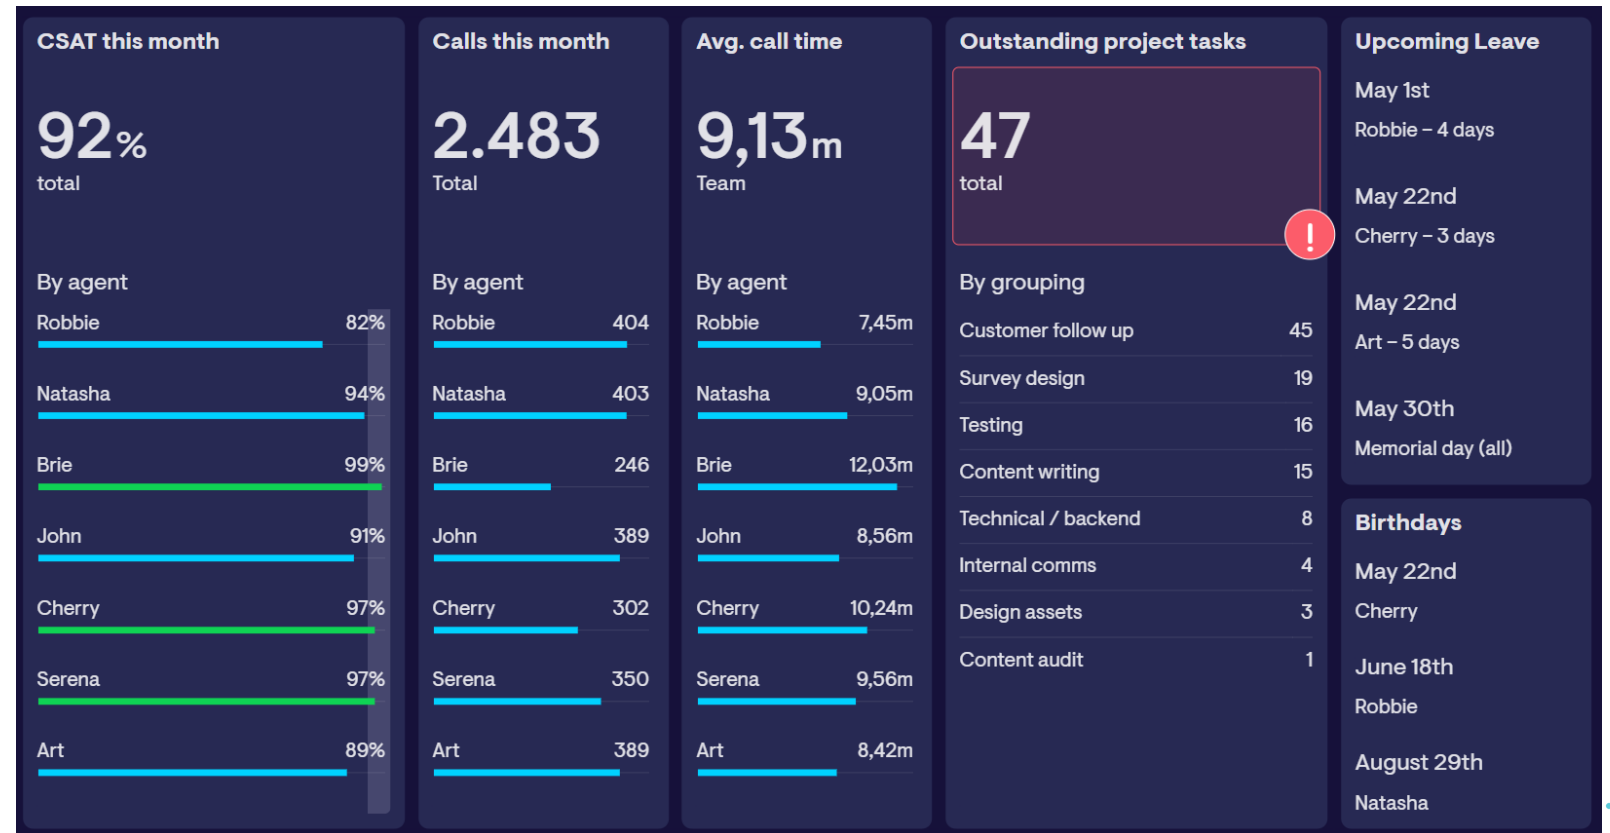 CSAT this month
92%
total
By agent
Robbie 82%
Natasha 94%
Brie 99%
John 91%
Cherry 97%
Serena 97%
Art 89%
Calls this month
2.483
Total
By agent
Robbie 404
Natasha 403
Brie 246
John 389
Cherry 302
Serena 350
Art 389
Avg. call time
9,13m
Team
By agent
Robbie 7,45m
Natasha 9,05m
Brie 12,03m
John 8,56m
Cherry 10,24m
Serena 9,56m
Art 8,42m
Outstanding project tasks
47
total
!
By grouping
Customer follow up 45
Survey design 19
Testing 16
Content writing 15
Technical / backend 8
Internal comms 4
Design assets 3
Content audit 1
Upcoming Leave
May 1st
Robbie – 4 days
May 22nd
Cherry – 3 days
May 22nd
Art – 5 days
May 30th
Memorial day (all)
Birthdays
May 22nd
Cherry
June 18th
Robbie
August 29th
Natasha